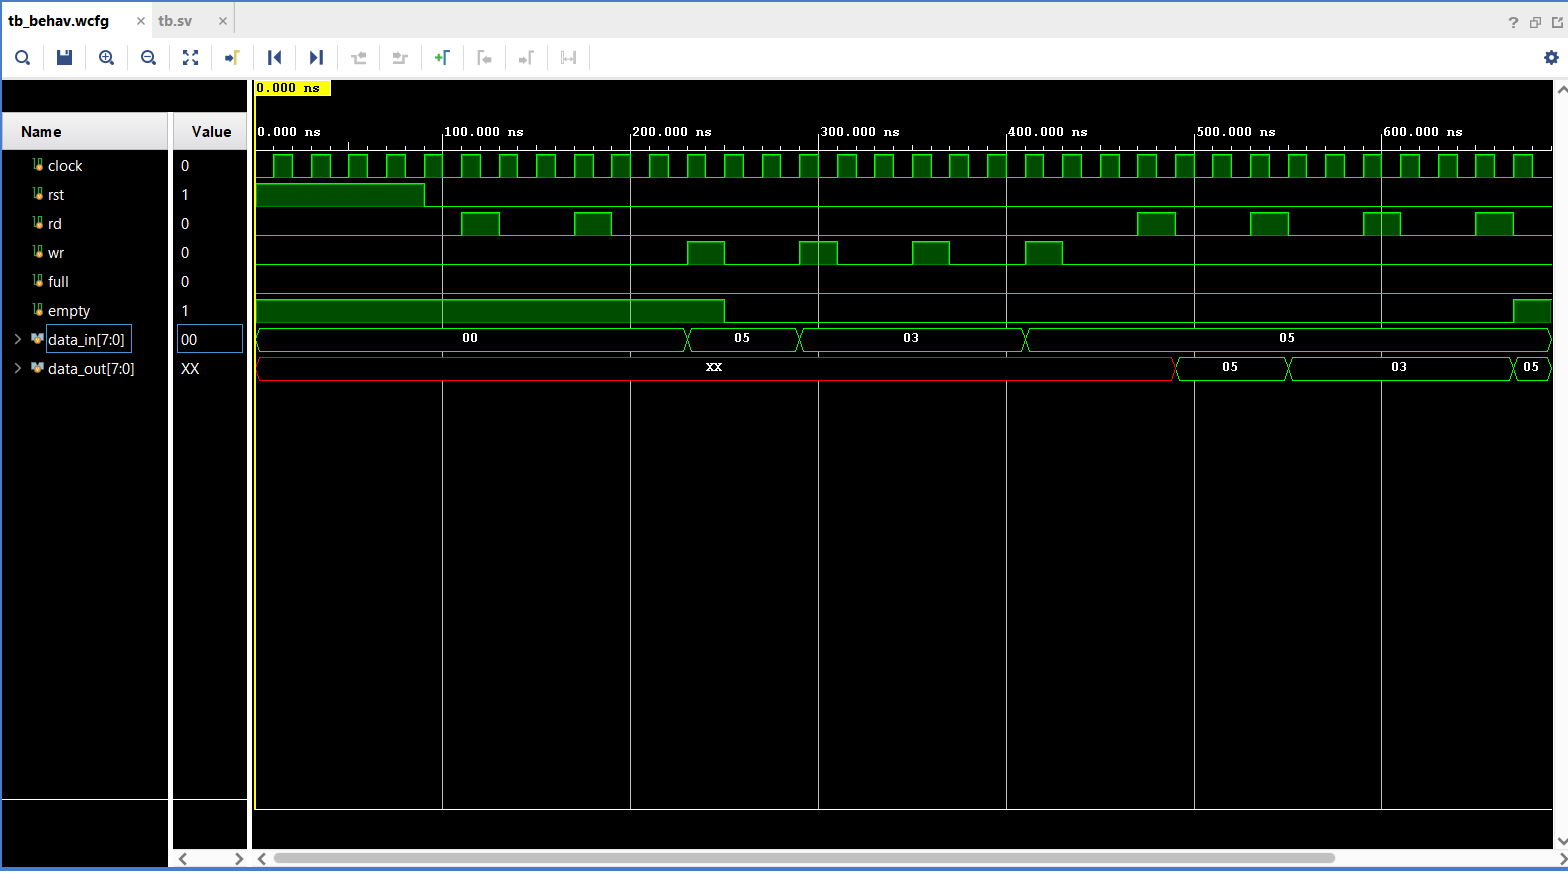 tb_behav.wcfg × tb.sv ×
?
0.000 ns
Name Value
0.000 ns 100.000 ns 200.000 ns 300.000 ns 400.000 ns 500.000 ns 600.000 ns
clock 0
rst 1
rd 0
wr 0
full 0
empty 1
data_in[7:0] 00 00 05 03 05
data_out[7:0] XX XX 05 03 05